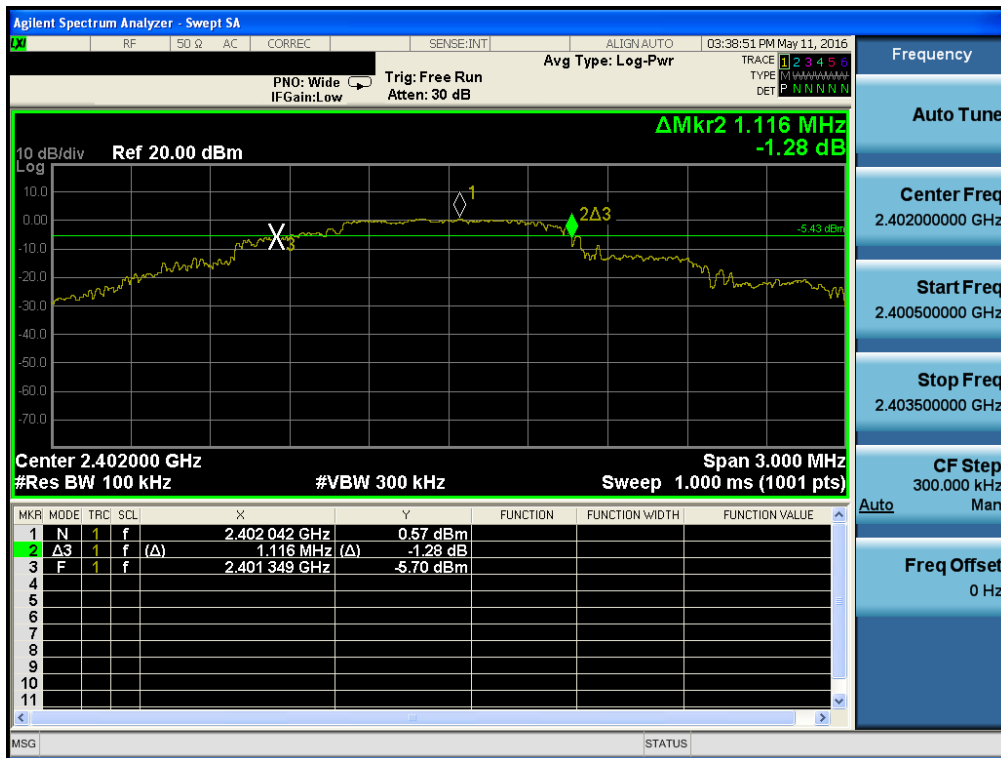 Agilent Spectrum Analyzer - Swept SA
LXI RF 50 Ω AC CORREC SENSE:INT ALIGN AUTO 03:38:51 PM May 11, 2016
Frequency
Avg Type: Log-Pwr
TRACE 1 2 3 4 5 6
PNO: Wide Trig: Free Run
TYPE M
IFGain:Low Atten: 30 dB
DET P N N N N N
Auto Tune
ΔMkr2 1.116 MHz
-1.28 dB
10 dB/div Ref 20.00 dBm
Log
10.0
0.00
-10.0
-20.0
-30.0
-40.0
-50.0
-60.0
-70.0
1
2Δ3
3
-5.43 dBm
Center Freq
2.402000000 GHz
Start Freq
2.400500000 GHz
Stop Freq
2.403500000 GHz
CF Step
300.000 kHz
Auto Man
Freq Offset
0 Hz
Center 2.402000 GHz Span 3.000 MHz
#Res BW 100 kHz #VBW 300 kHz Sweep 1.000 ms (1001 pts)
MKR MODE TRC SCL X Y FUNCTION FUNCTION WIDTH FUNCTION VALUE
1 N 1 f 2.402 042 GHz 0.57 dBm
2 Δ3 1 f (Δ) 1.116 MHz (Δ) -1.28 dB
3 F 1 f 2.401 349 GHz -5.70 dBm
4
5
6
7
8
9
10
11
MSG STATUS